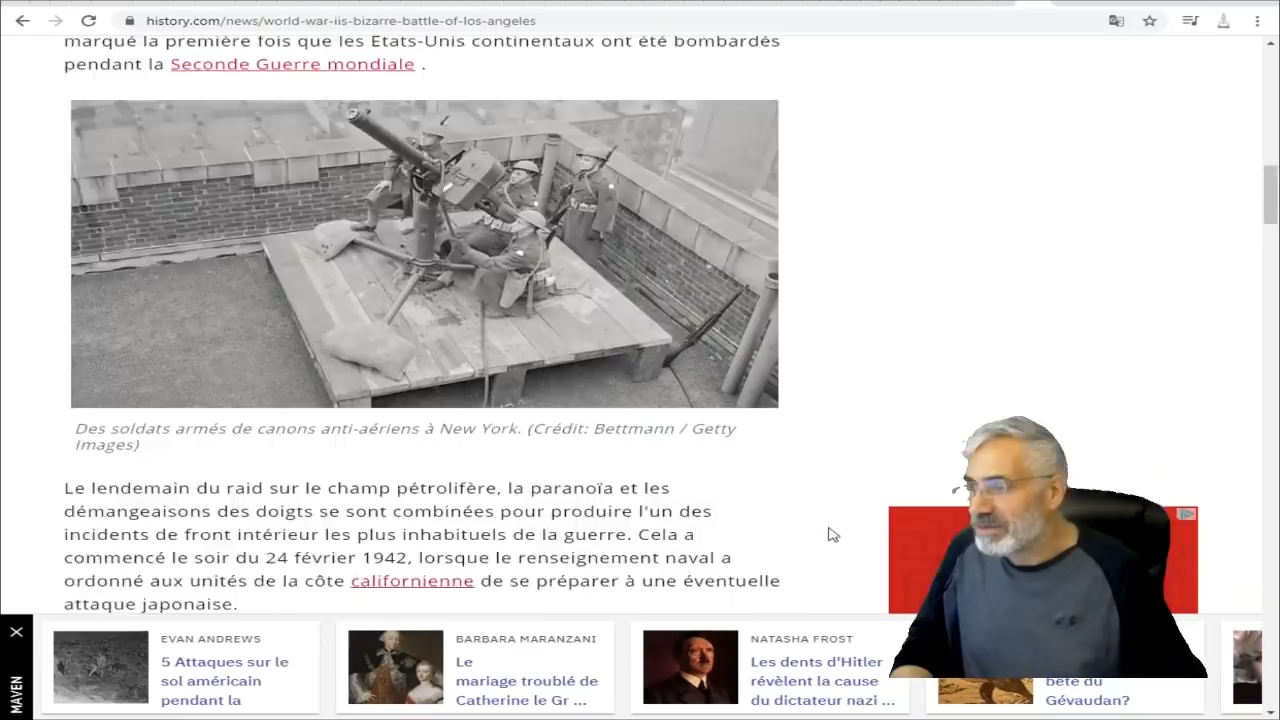 history.com/news/world-war-iis-bizarre-battle-of-los-angeles
marqué la première fois que les Etats-Unis continentaux ont été bombardés
pendant la Seconde Guerre mondiale .
Des soldats armés de canons anti-aériens à New York. (Crédit: Bettmann / Getty
Images)
Le lendemain du raid sur le champ pétrolifère, la paranoïa et les
démangeaisons des doigts se sont combinées pour produire l'un des
incidents de front intérieur les plus inhabituels de la guerre. Cela a
commencé le soir du 24 février 1942, lorsque le renseignement naval a
ordonné aux unités de la côte californienne de se préparer à une éventuelle
attaque japonaise.
MAVEN
EVAN ANDREWS
5 Attaques sur le
sol américain
pendant la
BARBARA MARANZANI
Le
mariage troublé de
Catherine le Gr ...
NATASHA FROST
Les dents d'Hitler
révèlent la cause
du dictateur nazi ...
bête du
Gévaudan?